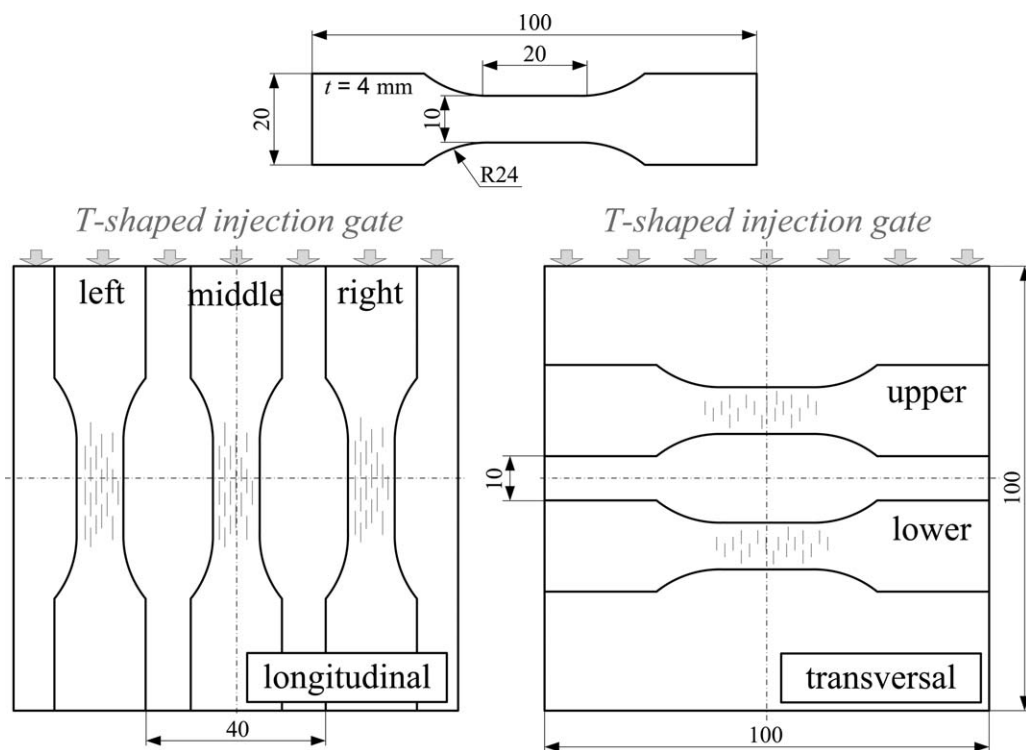 100
20
t = 4 mm
20
10
R24
T-shaped injection gate
T-shaped injection gate
left
middle
right
upper
10
100
lower
longitudinal
transversal
40
100